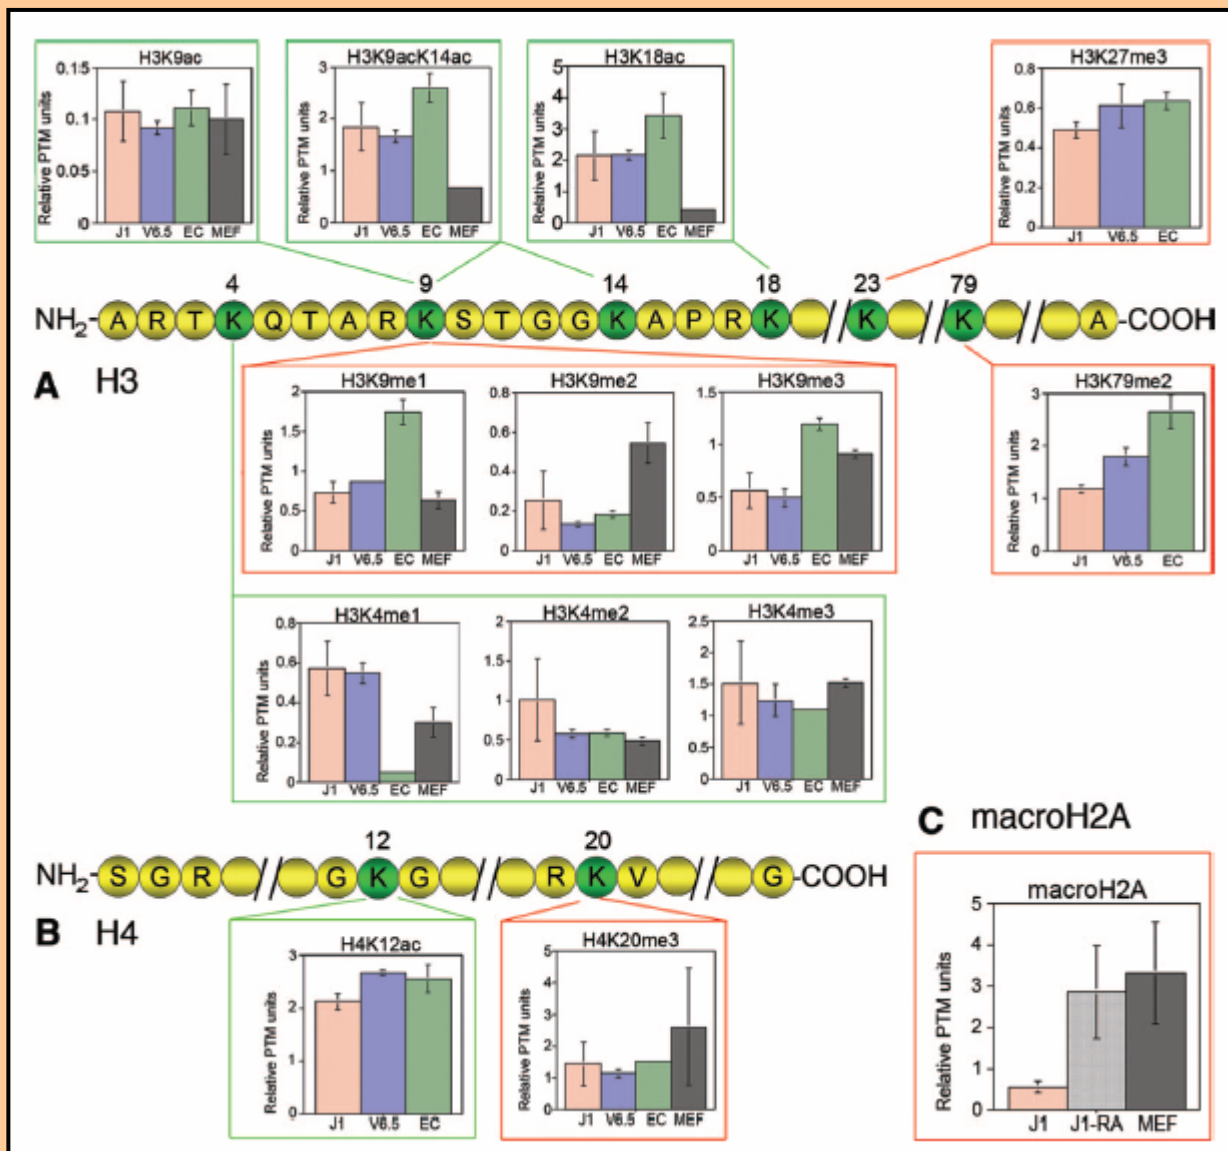 H3K9ac
Relative PTM units
0.15
0.1
0.05
0
J1 V6.5 EC MEF
H3K9acK14ac
3
2
1
0
J1 V6.5 EC MEF
H3K18ac
5
4
3
2
1
0
J1 V6.5 EC MEF
H3K27me3
Relative PTM units
0.8
0.6
0.4
0.2
0
J1 V6.5 EC
4 9 14 18 23 79
NH2-A R T K Q T A R K S T G G K A P R K // K // K // A-COOH
A H3
H3K9me1
Relative PTM units
2
1.5
1
0.5
0
J1 V6.5 EC MEF
H3K9me2
0.8
0.6
0.4
0.2
0
J1 V6.5 EC MEF
H3K9me3
1.5
1
0.5
0
J1 V6.5 EC MEF
H3K79me2
Relative PTM units
3
2
1
0
J1 V6.5 EC
H3K4me1
Relative PTM units
0.8
0.6
0.4
0.2
0
J1 V6.5 EC MEF
H3K4me2
2
1.5
1
0.5
0
J1 V6.5 EC MEF
H3K4me3
2.5
2
1.5
1
0.5
0
J1 V6.5 EC MEF
12 20
NH2-S G R // G K G // R K V // G-COOH
B H4
H4K12ac
Relative PTM units
3
2
1
0
J1 V6.5 EC
H4K20me3
Relative PTM units
5
4
3
2
1
0
J1 V6.5 EC MEF
C macroH2A
macroH2A
Relative PTM units
5
4
3
2
1
0
J1 J1-RA MEF